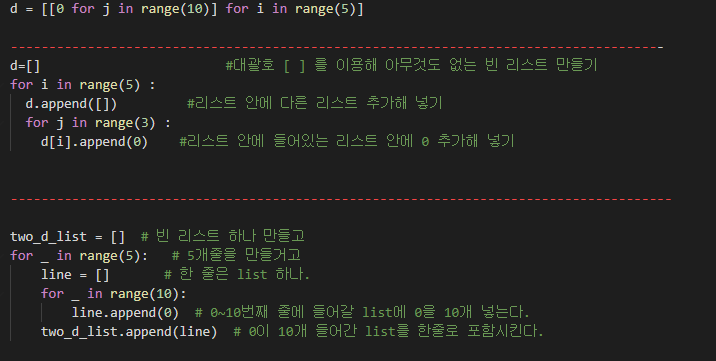 d = [[0 for j in range(10)] for i in range(5)]
-----------------------------------------------------------------------------------
d=[]                        #대괄호 [ ] 를 이용해 아무것도 없는 빈 리스트 만들기
for i in range(5) :
  d.append([])         #리스트 안에 다른 리스트 추가해 넣기
  for j in range(3) :
    d[i].append(0)    #리스트 안에 들어있는 리스트 안에 0 추가해 넣기
------------------------------------------------------------------------------------
two_d_list = []  # 빈 리스트 하나 만들고
for _ in range(5):   # 5개줄을 만들거고
    line = []       # 한 줄은 list 하나.
    for _ in range(10):
        line.append(0)  # 0~10번째 줄에 들어갈 list에 0을 10개 넣는다.
    two_d_list.append(line)  # 0이 10개 들어간 list를 한줄로 포함시킨다.